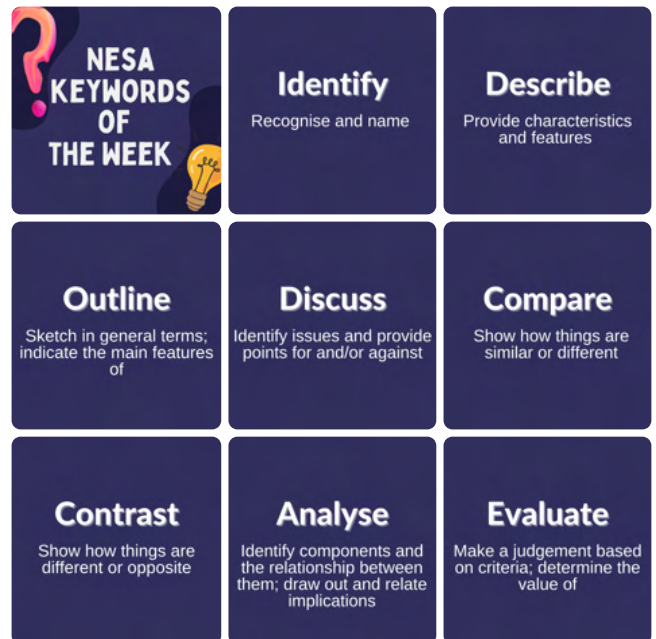 NESA
KEYWORDS
OF
THE WEEK
Identify
Recognise and name
Describe
Provide characteristics
and features
Outline
Sketch in general terms;
indicate the main features
of
Discuss
Identify issues and provide
points for and/or against
Compare
Show how things are
similar or different
Contrast
Show how things are
different or opposite
Analyse
Identify components and
the relationship between
them; draw out and relate
implications
Evaluate
Make a judgement based
on criteria; determine the
value of